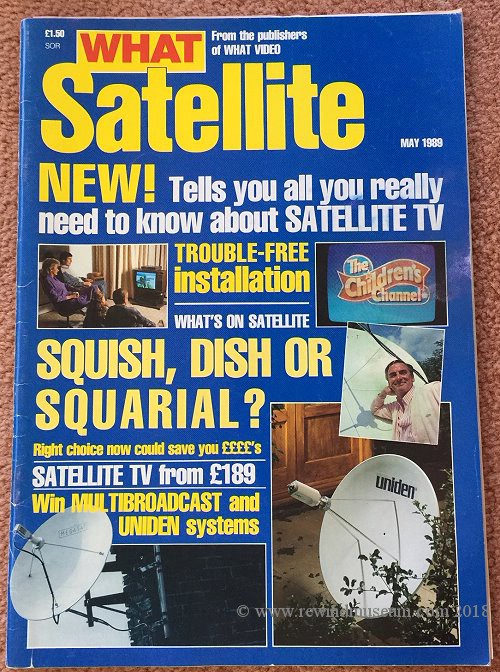 £1.50
SOR
WHAT
From the publishers
of WHAT VIDEO
Satellite
MAY 1989
NEW! Tells you all you really
need to know about SATELLITE TV
TROUBLE-FREE
installation
The
Children's
Channel
WHAT'S ON SATELLITE
SQUISH, DISH OR
SQUARIAL?
Right choice now could save you ££££'s
SATELLITE TV from £189
Win MULTIBROADCAST and
UNIDEN systems
uniden
© www.rewindmuseum.com 2018